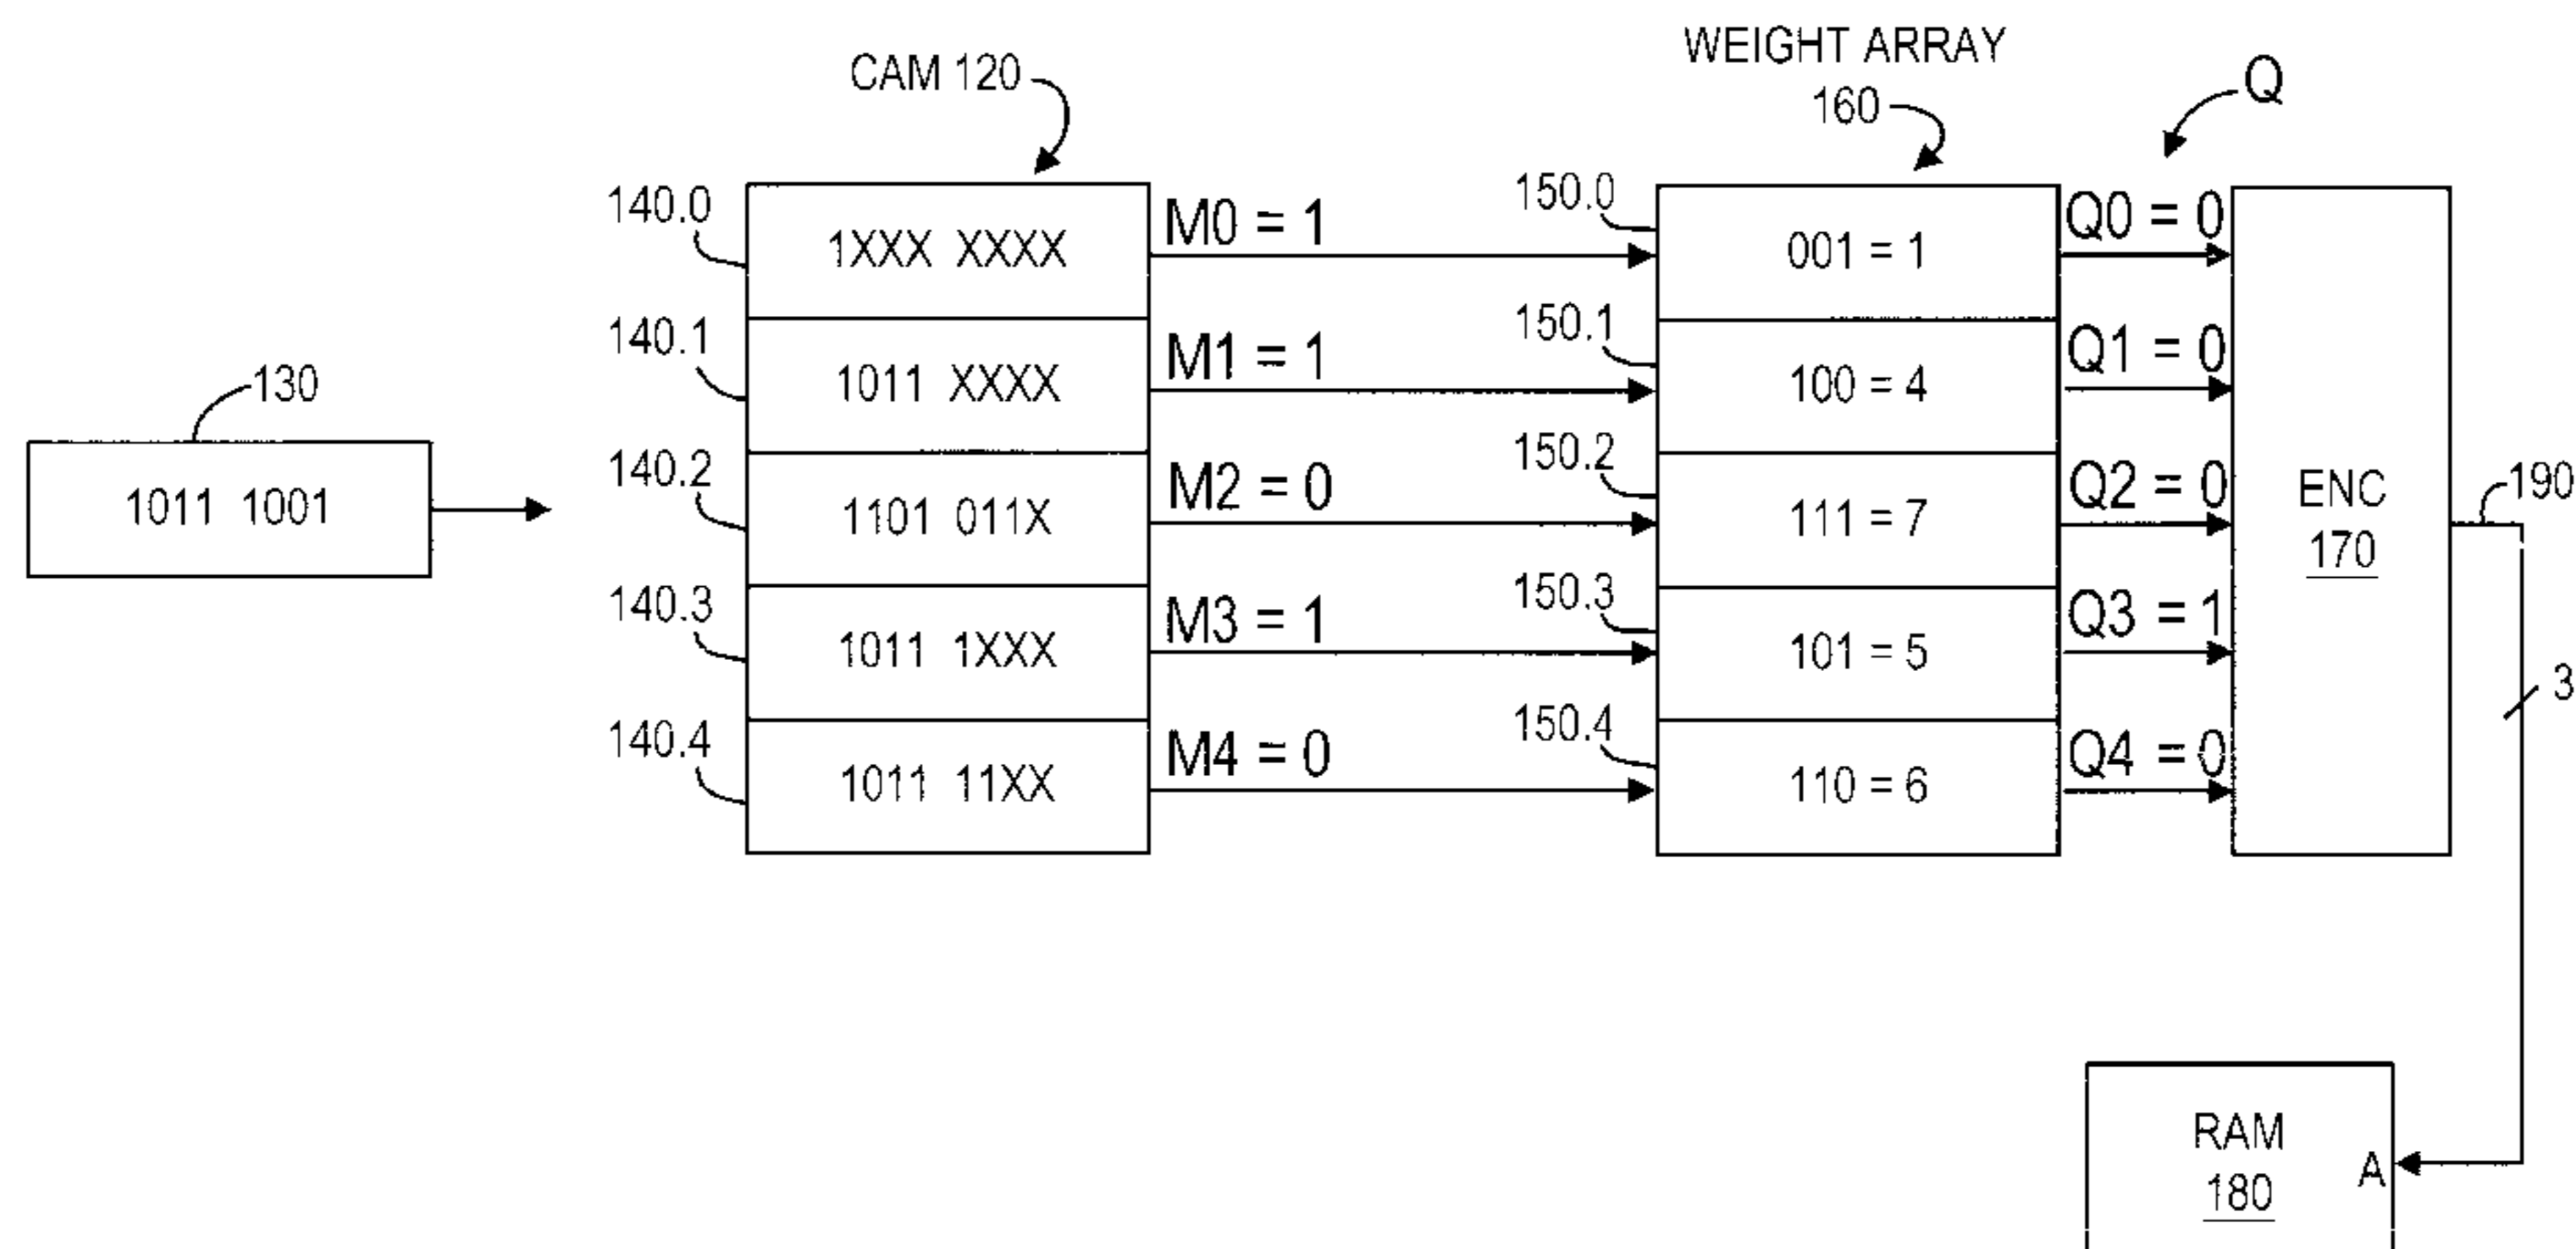 WEIGHT ARRAY
CAM 120
160
Q
140.0
1XXX XXXX
M0 = 1
150.0
001 = 1
Q0 = 0
140.1
1011 XXXX
M1 = 1
150.1
100 = 4
Q1 = 0
130
1011 1001
140.2
1101 011X
M2 = 0
150.2
111 = 7
Q2 = 0
ENC
170
190
140.3
1011 1XXX
M3 = 1
150.3
101 = 5
Q3 = 1
3
140.4
1011 11XX
M4 = 0
150.4
110 = 6
Q4 = 0
RAM
A
180